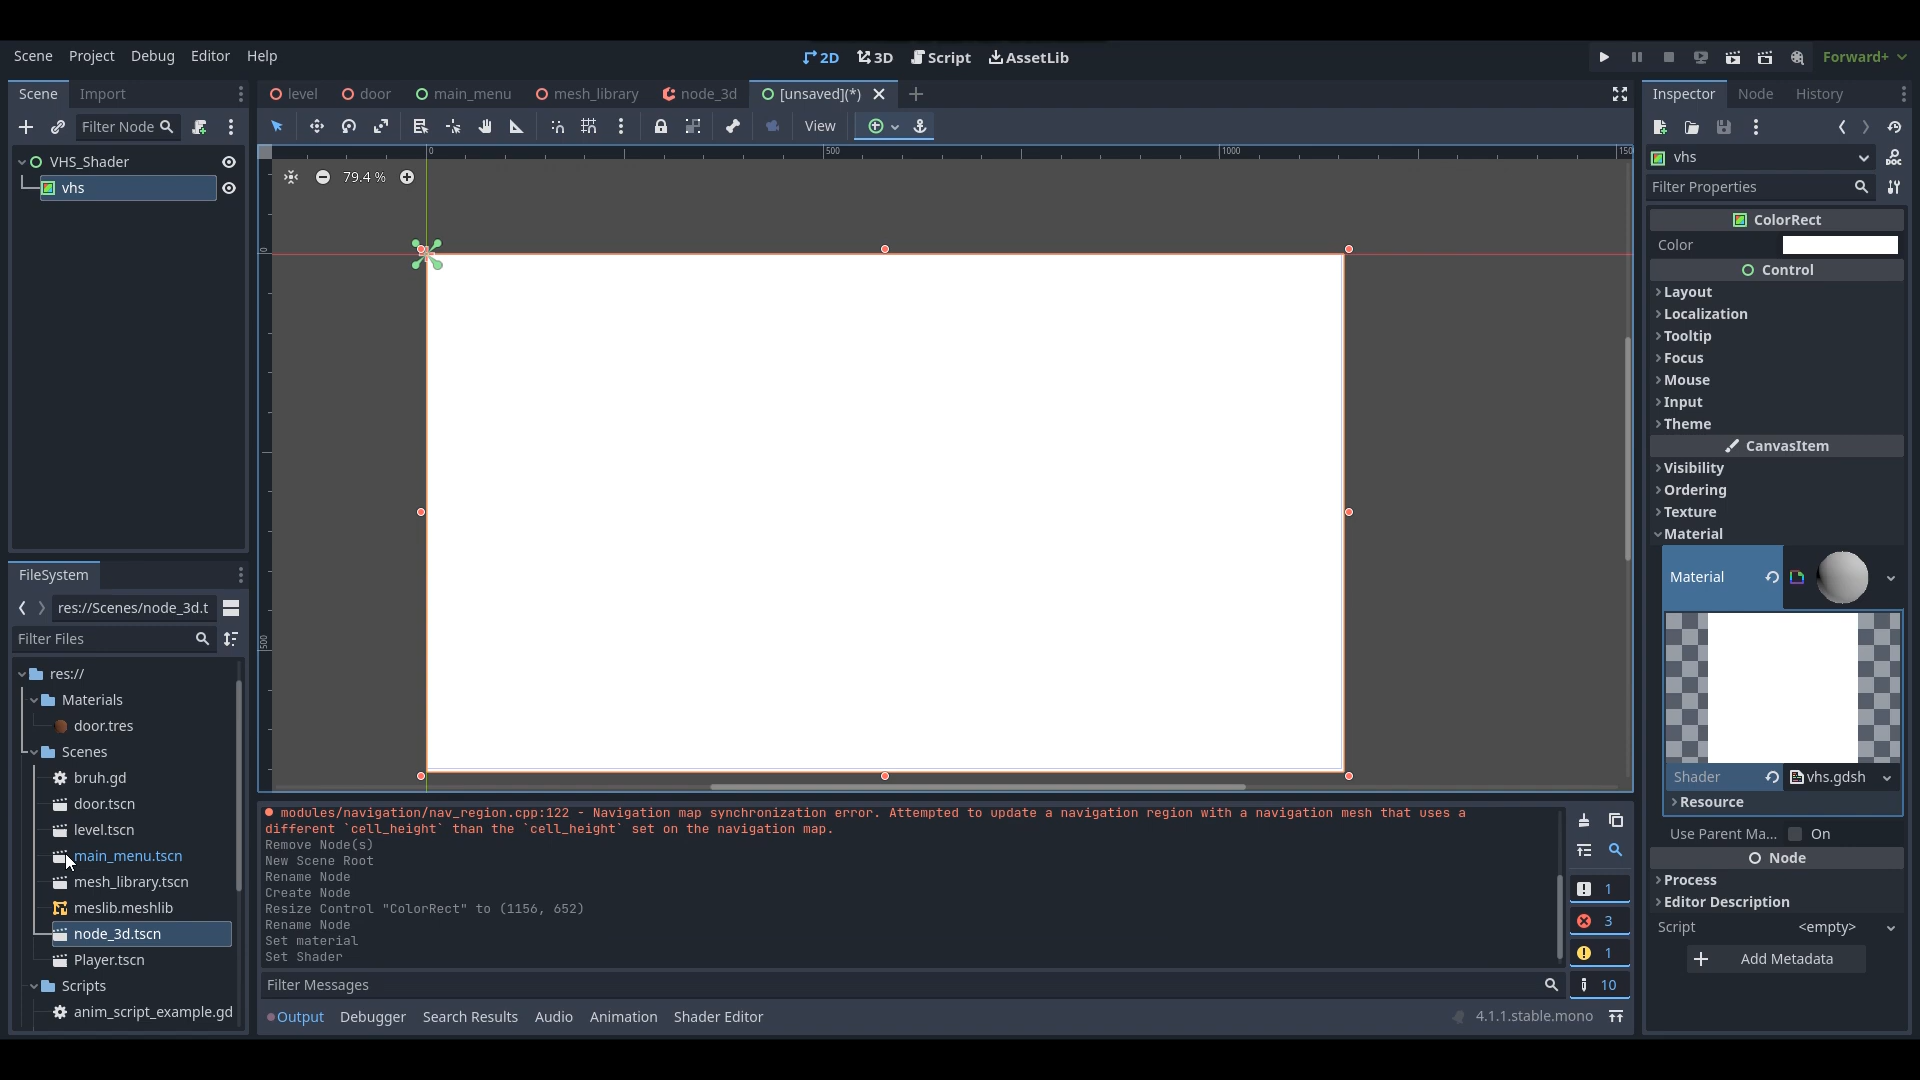 Scene Project Debug Editor Help
2D 3D Script AssetLib
Forward+
Scene Import
level door main_menu mesh_library node_3d [unsaved](*)
Inspector Node History
Filter Node
View
VHS_Shader
vhs
0 500 1000 150
79.4 %
0
500
FileSystem
res://Scenes/node_3d.t
Filter Files
res://
Materials
door.tres
Scenes
bruh.gd
door.tscn
level.tscn
main_menu.tscn
mesh_library.tscn
meslib.meshlib
node_3d.tscn
Player.tscn
Scripts
anim_script_example.gd
modules/navigation/nav_region.cpp:122 - Navigation map synchronization error. Attempted to update a navigation region with a navigation mesh that uses a
different `cell_height` than the `cell_height` set on the navigation map.
Remove Node(s)
New Scene Root
Rename Node
Create Node
Resize Control "ColorRect" to (1156, 652)
Rename Node
Set material
Set Shader
1
3
1
10
Filter Messages
Output Debugger Search Results Audio Animation Shader Editor
4.1.1.stable.mono
vhs
Filter Properties
ColorRect
Color
Control
Layout
Localization
Tooltip
Focus
Mouse
Input
Theme
CanvasItem
Visibility
Ordering
Texture
Material
Material
Shader vhs.gdsh
Resource
Use Parent Ma... On
Node
Process
Editor Description
Script <empty>
Add Metadata